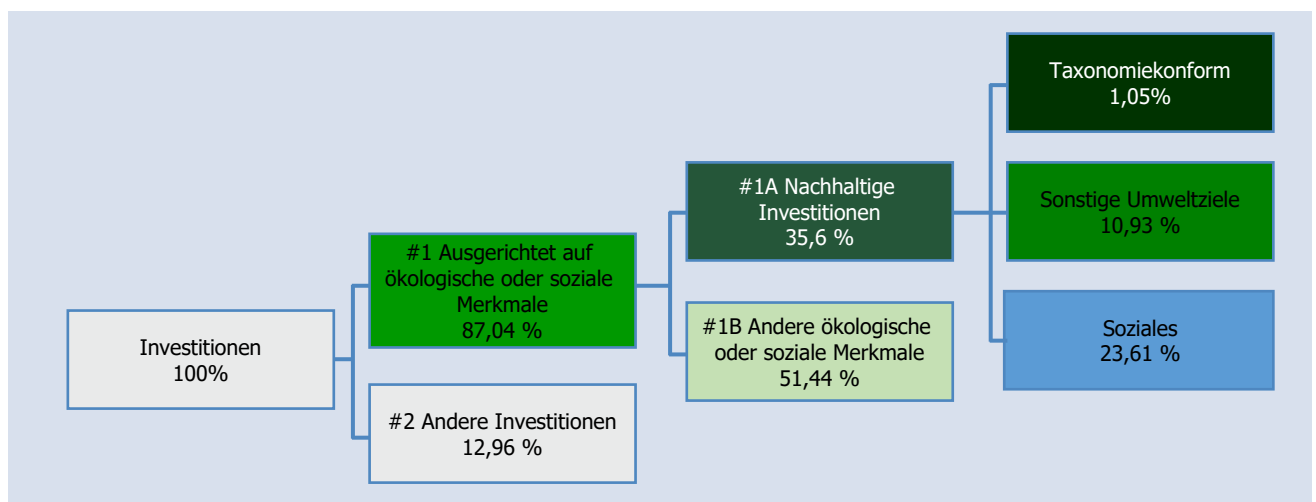 Investitionen
100%
#1 Ausgerichtet auf
ökologische oder soziale
Merkmale
87,04 %
#2 Andere Investitionen
12,96 %
#1A Nachhaltige
Investitionen
35,6 %
#1B Andere ökologische
oder soziale Merkmale
51,44 %
Taxonomiekonform
1,05%
Sonstige Umweltziele
10,93 %
Soziales
23,61 %